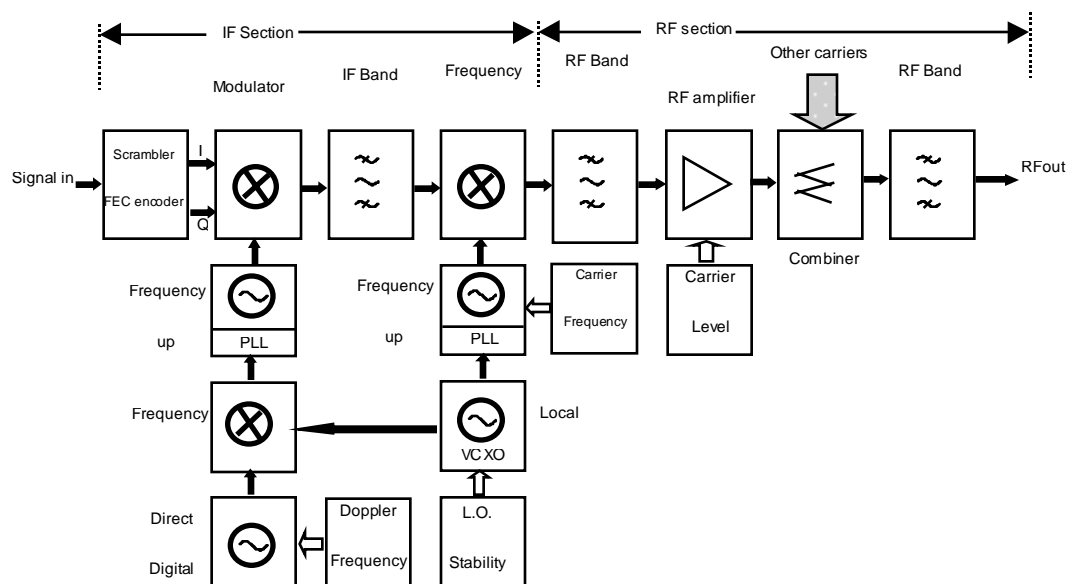 IF Section
RF section
Other carriers
RF Band
RF Band
Frequency
IF Band
Modulator
RF amplifier
Scrambler
I
Signal in
RFout
FEC encoder
Q
Combiner
Frequency
up
PLL
Frequency
up
PLL
Carrier
Frequency
Carrier
Level
Frequency
Local
VCXO
Direct
Digital
Doppler
Frequency
L.O.
Stability